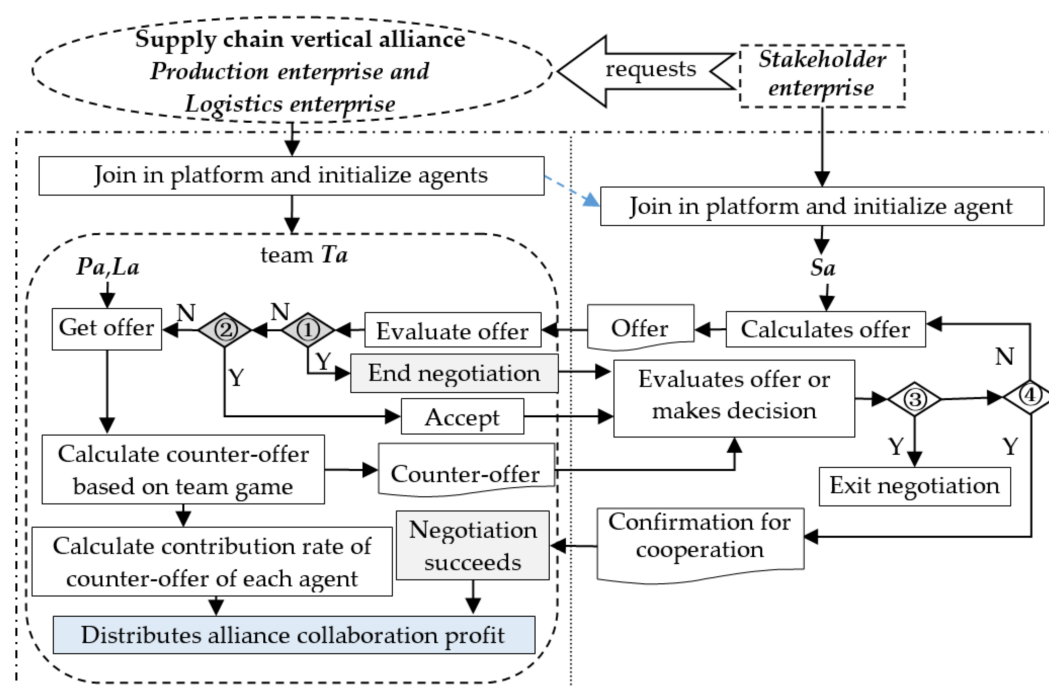 Supply chain vertical alliance
Production enterprise and
Logistics enterprise
requests
Stakeholder
enterprise
Join in platform and initialize agents
Join in platform and initialize agent
team Ta
Pa,La
Sa
Get offer
N
②
N
①
Evaluate offer
Offer
Calculates offer
Y
Y
End negotiation
Accept
Evaluates offer or
makes decision
③
④
N
Y
Y
Exit negotiation
Calculate counter-offer
based on team game
Counter-offer
Calculate contribution rate of
counter-offer of each agent
Negotiation
succeeds
Confirmation for
cooperation
Distributes alliance collaboration profit